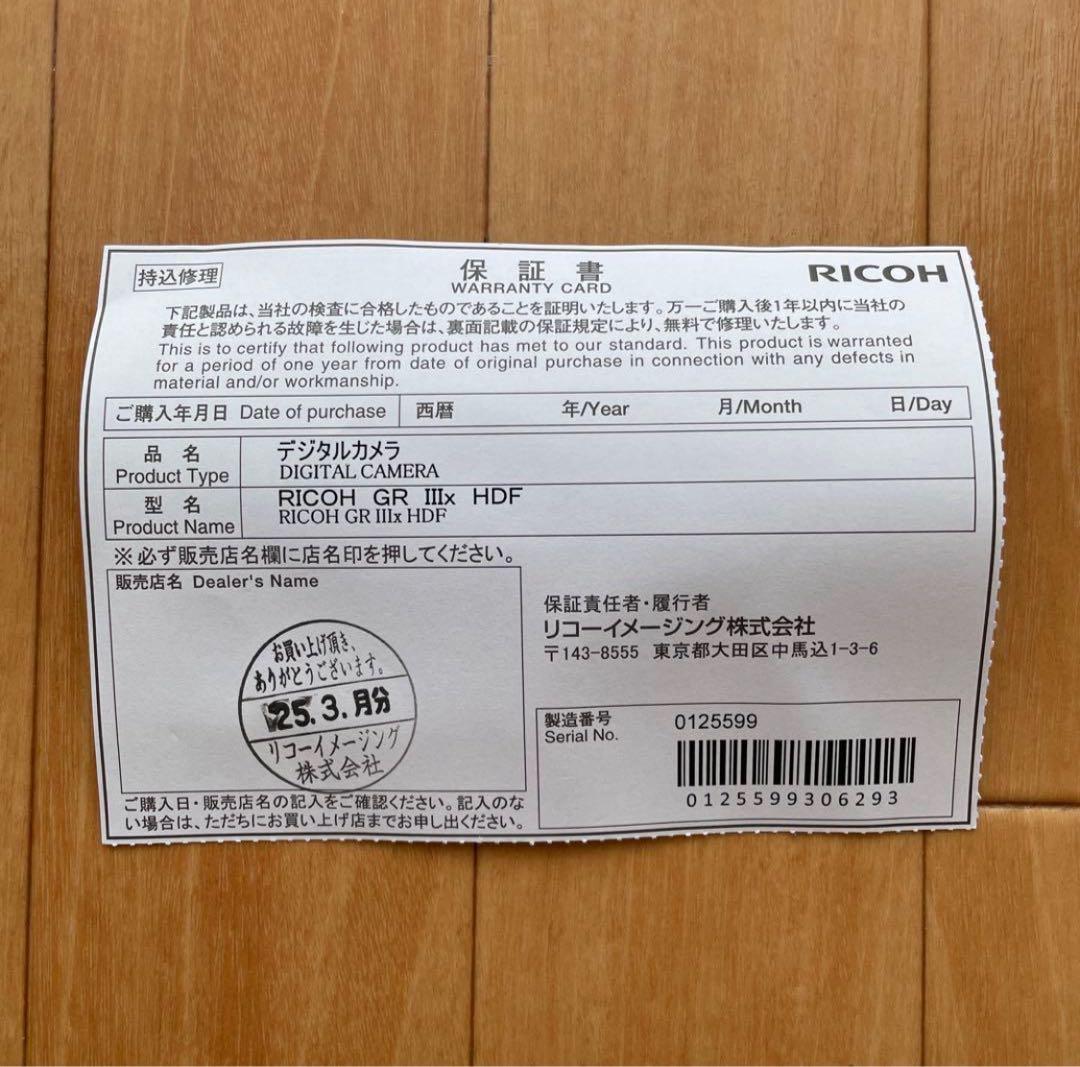 持込修理
保証書
WARRANTY CARD
RICOH
下記製品は、当社の検査に合格したものであることを証明いたします。万一ご購入後1年以内に当社の
責任と認められる故障を生じた場合は、裏面記載の保証規定により、無料で修理いたします。
This is to certify that following product has met to our standard. This product is warranted
for a period of one year from date of original purchase in connection with any defects in
material and/or workmanship.
ご購入年月日 Date of purchase 西暦 年/Year 月/Month 日/Day
品名 デジタルカメラ
Product Type DIGITAL CAMERA
型名 RICOH GR IIIx HDF
Product Name RICOH GR IIIx HDF
※必ず販売店名欄に店名印を押してください。
販売店名 Dealer's Name
お買い上げ頂き、
ありがとうございます。
'25.3.月分
リコーイメージング
株式会社
ご購入日・販売店名の記入をご確認ください。記入のな
い場合は、ただちにお買い上げ店までお申し出ください。
保証責任者・履行者
リコーイメージング株式会社
〒143-8555 東京都大田区中馬込1-3-6
製造番号 0125599
Serial No.
0125599306293